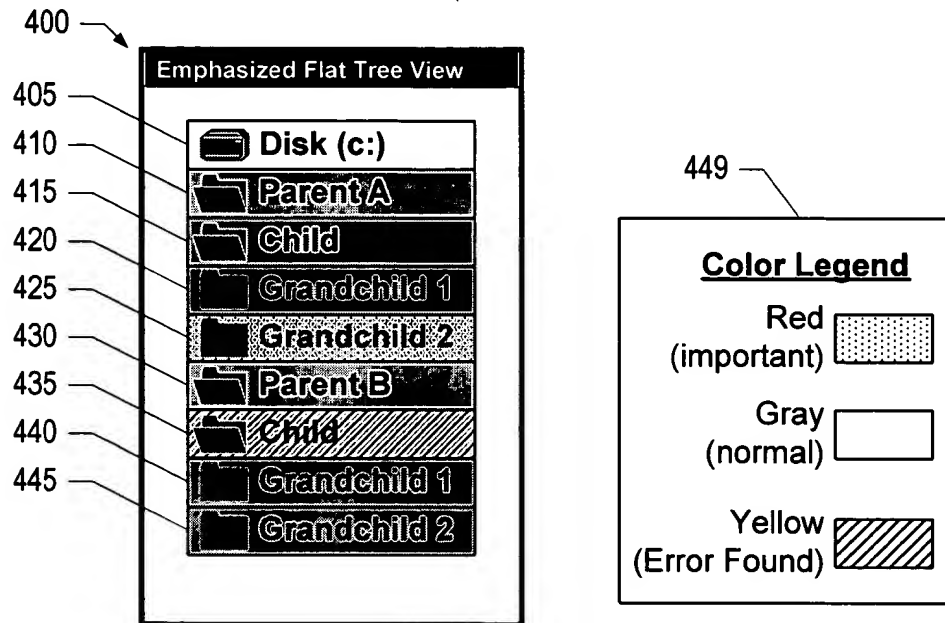 400
Emphasized Flat Tree View
405
Disk (c:)
410
Parent A
415
Child
420
Grandchild 1
425
Grandchild 2
430
Parent B
435
Child
440
Grandchild 1
445
Grandchild 2
449
Color Legend
Red
(important)
Gray
(normal)
Yellow
(Error Found)